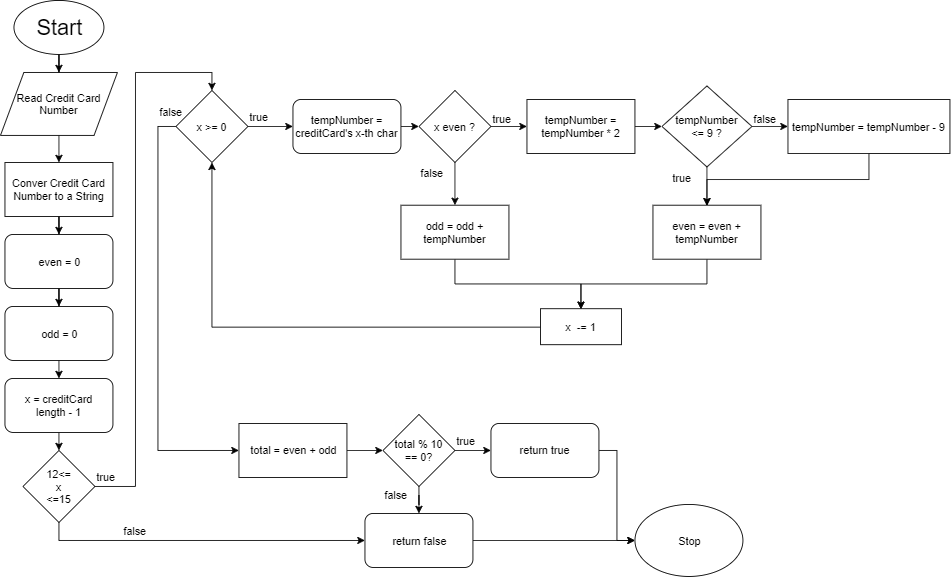 Start
Read Credit Card
Number
Conver Credit Card
Number to a String
even = 0
odd = 0
x = creditCard
length - 1
12<=
x
<=15
true
false
x >= 0
false
true
tempNumber =
creditCard's x-th char
x even ?
true
false
tempNumber =
tempNumber * 2
tempNumber
<= 9 ?
false
true
tempNumber = tempNumber - 9
odd = odd +
tempNumber
even = even +
tempNumber
x -= 1
total = even + odd
total % 10
== 0?
true
false
return true
return false
Stop